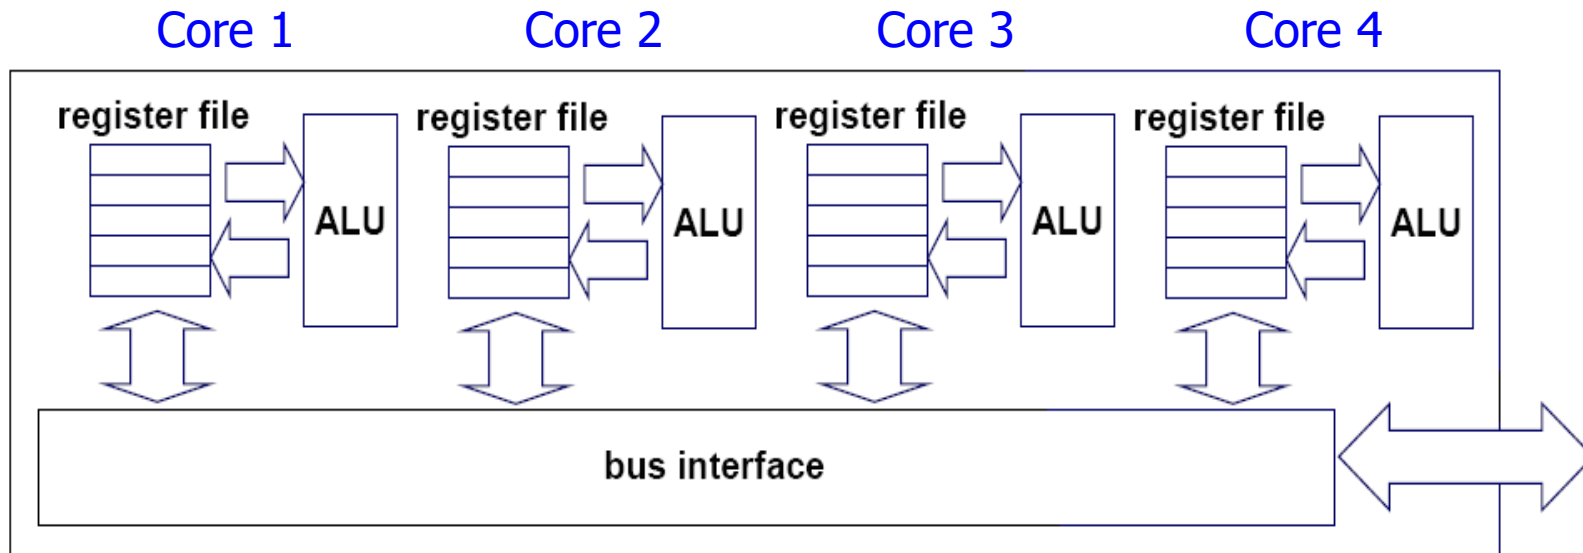 Core 1 Core 2 Core 3 Core 4
register file register file register file register file
ALU ALU ALU ALU
bus interface